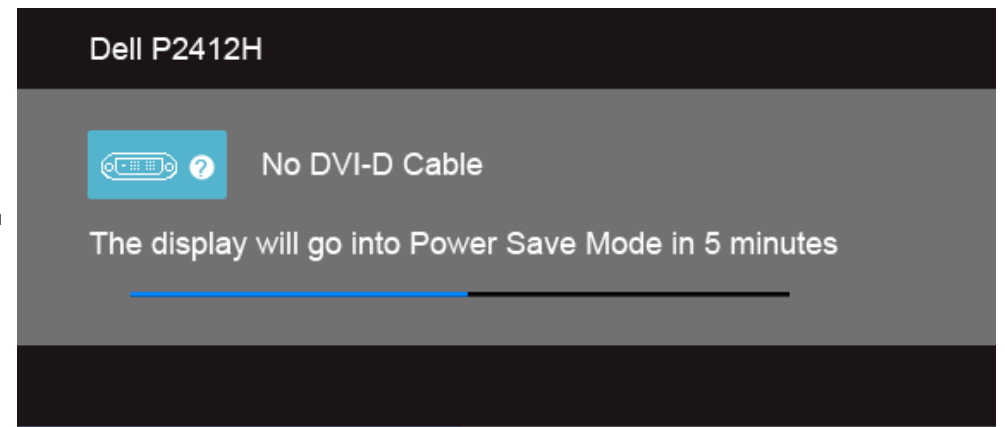 Dell P2412H
No DVI-D Cable
The display will go into Power Save Mode in 5 minutes